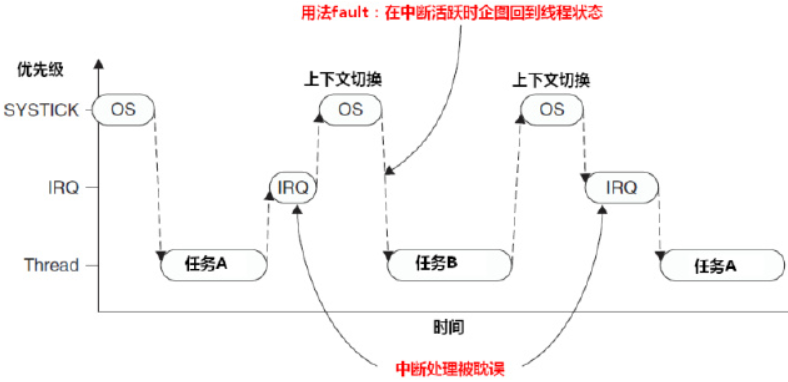 用法fault：在中断活跃时企图回到线程状态
优先级
上下文切换
上下文切换
SYSTICK
OS
OS
OS
IRQ
IRQ
IRQ
Thread
任务A
任务B
任务A
时间
中断处理被耽误